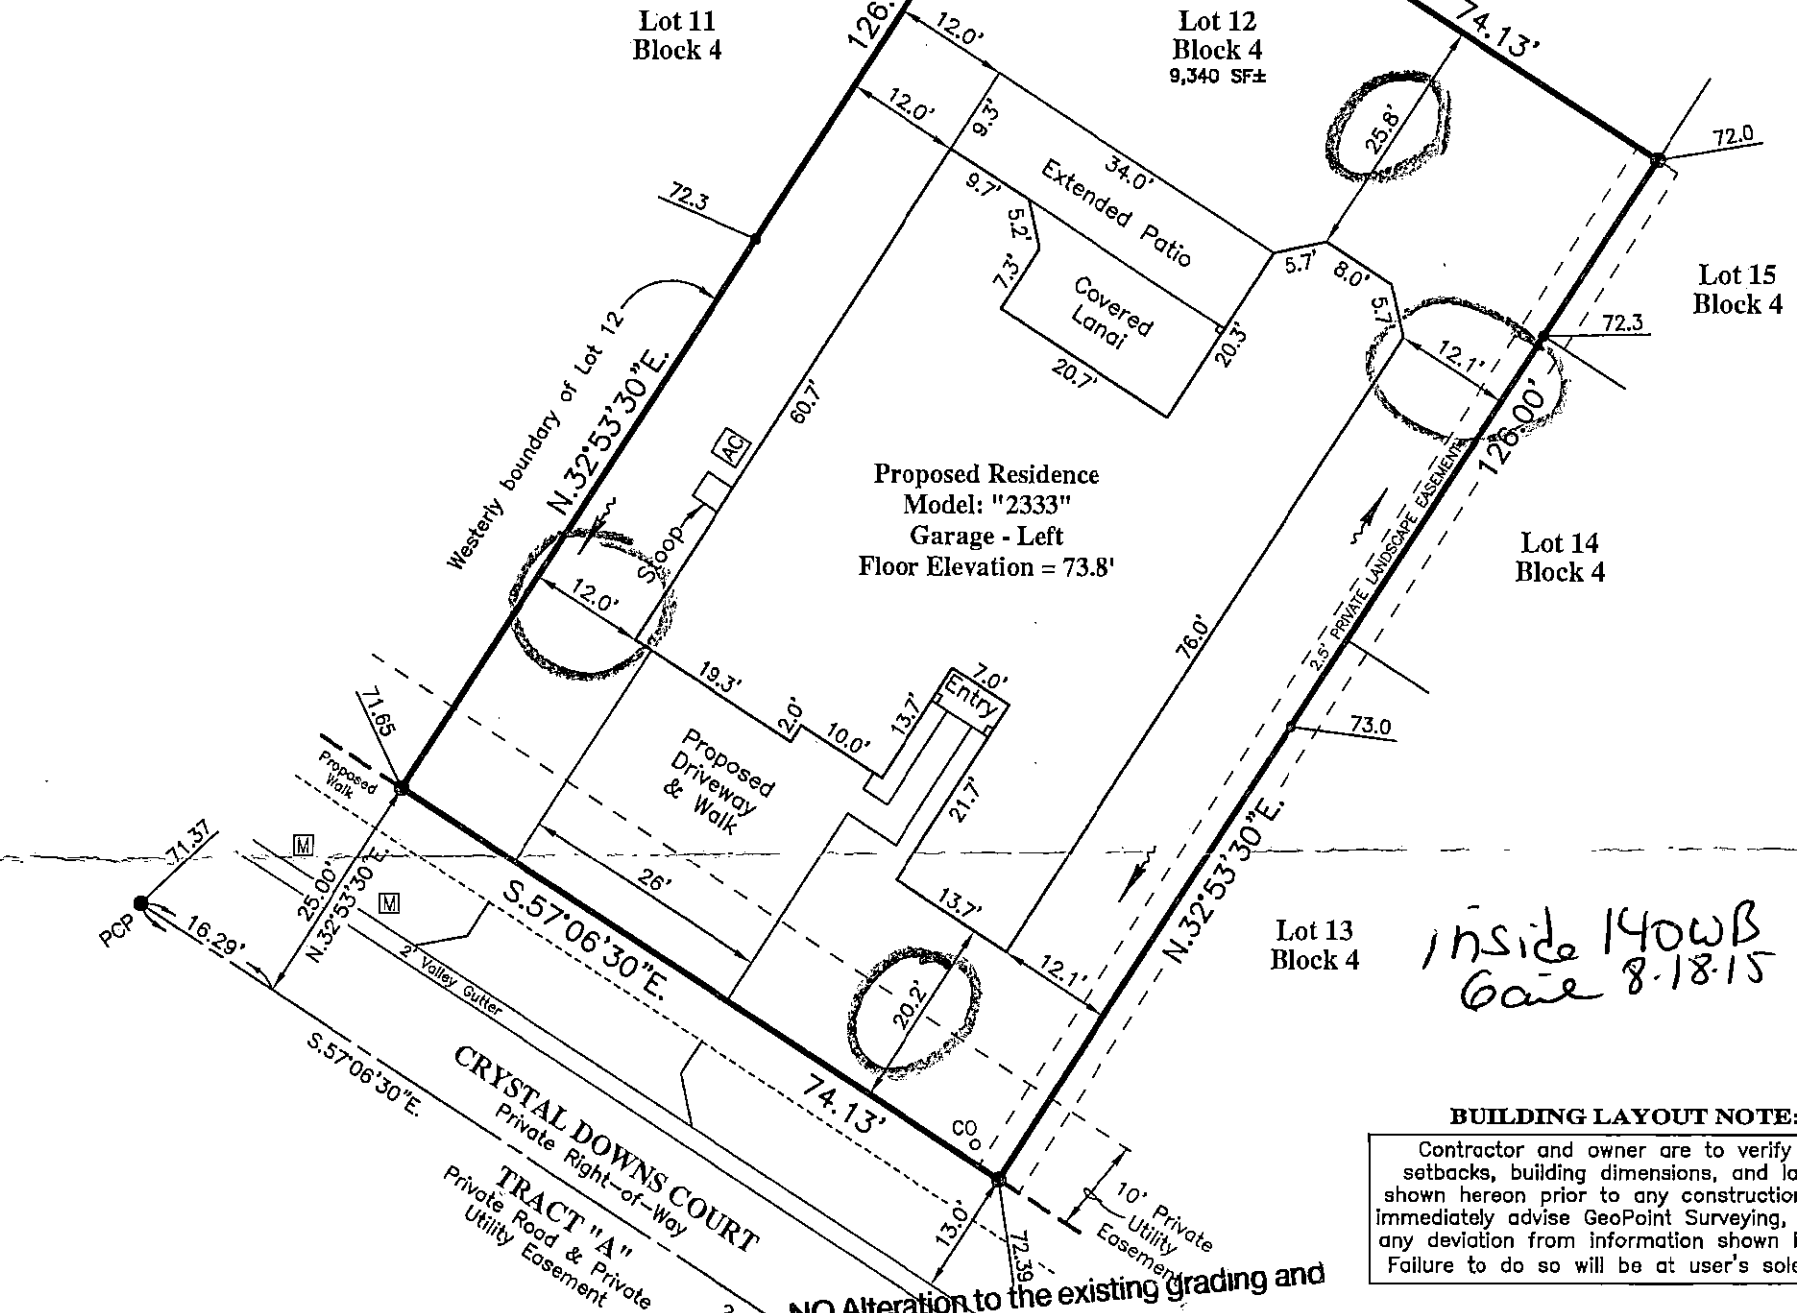 Lot 11
Block 4
126.
12.0'
Lot 12
Block 4
9,340 SF±
74.13'
12.0'
9.3'
25.8'
72.0
34.0'
Extended Patio
9.7'
72.3
5.2'
7.3'
Covered
Lanai
5.7'
8.0'
5.7'
Lot 15
Block 4
72.3
20.3'
12.1'
20.7'
Westerly boundary of Lot 12
N.32°53'30"E.
60.7'
AC
126.00'
Proposed Residence
Model: "2333"
Garage - Left
Floor Elevation = 73.8'
Stoop
12.0'
2.5' PRIVATE LANDSCAPE EASEMENT
Lot 14
Block 4
76.0'
19.3'
2.0'
10.0'
13.7'
7.0'
Entry
71.65
73.0
Proposed
Walk
Proposed
Driveway
& Walk
21.7'
71.37
M
M
25.00'
N.32°53'30"E.
26'
S.57°06'30"E.
13.7'
N.32°53'30"E.
Lot 13
Block 4
inside 140WB
Gail 8.18.15
PCP
16.29'
2' Valley Gutter
20.2'
12.1'
S.57°06'30"E.
CRYSTAL DOWNS COURT
Private Right-of-Way
TRACT "A"
Private Road & Private
Utility Easement
74.13'
CO
13.0'
72.39
10' Private
Utility
Easement
BUILDING LAYOUT NOTE:
Contractor and owner are to verify
setbacks, building dimensions, and la
shown hereon prior to any construction
immediately advise GeoPoint Surveying,
any deviation from information shown
Failure to do so will be at user's sole
NO Alteration to the existing grading and